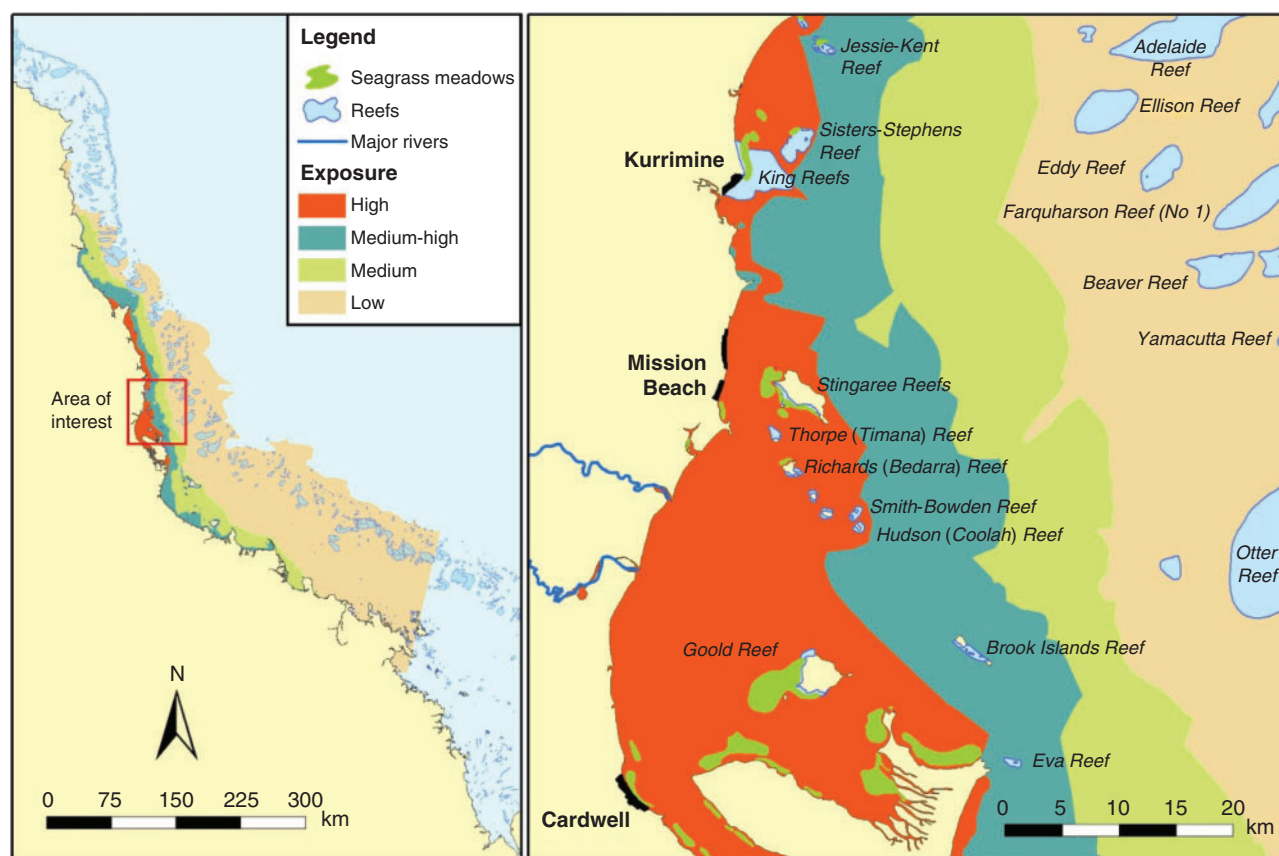 Legend
Seagrass meadows
Reefs
Major rivers
Exposure
High
Medium-high
Medium
Low
Area of
interest
N
0 75 150 225 300
km
Jessie-Kent
Reef
Adelaide
Reef
Ellison Reef
Sisters-Stephens
Reef
Kurrimine
King Reefs
Eddy Reef
Farquharson Reef (No 1)
Beaver Reef
Yamacutta Reef
Mission
Beach
Stingaree Reefs
Thorpe (Timana) Reef
Richards (Bedarra) Reef
Smith-Bowden Reef
Hudson (Coolah) Reef
Otter
Reef
Goold Reef
Brook Islands Reef
Eva Reef
Cardwell
0 5 10 15 20
km